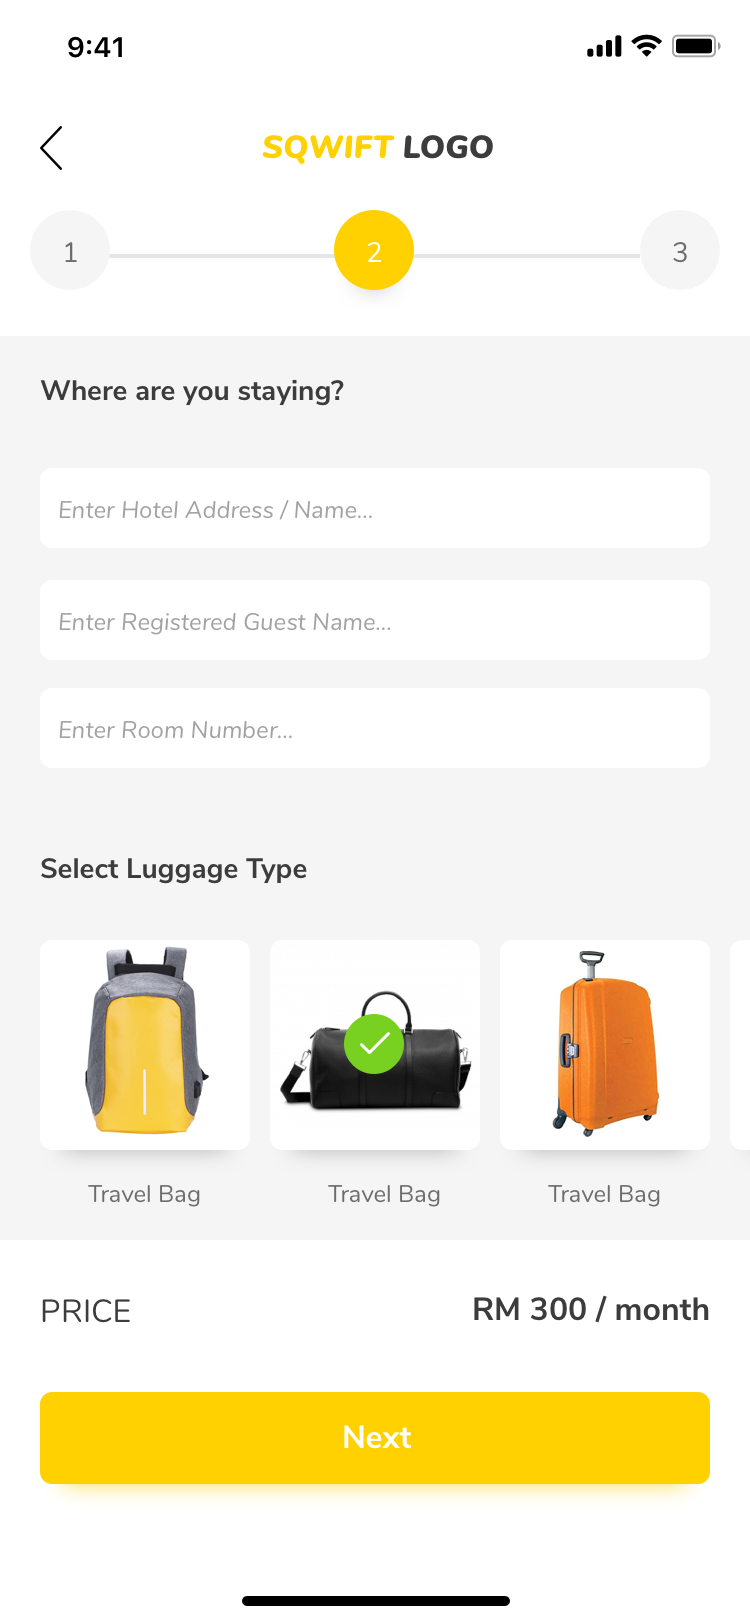 9:41
SQWIFT LOGO
1 2 3
Where are you staying?
Enter Hotel Address / Name...
Enter Registered Guest Name...
Enter Room Number...
Select Luggage Type
Travel Bag Travel Bag Travel Bag
PRICE RM 300 / month
Next